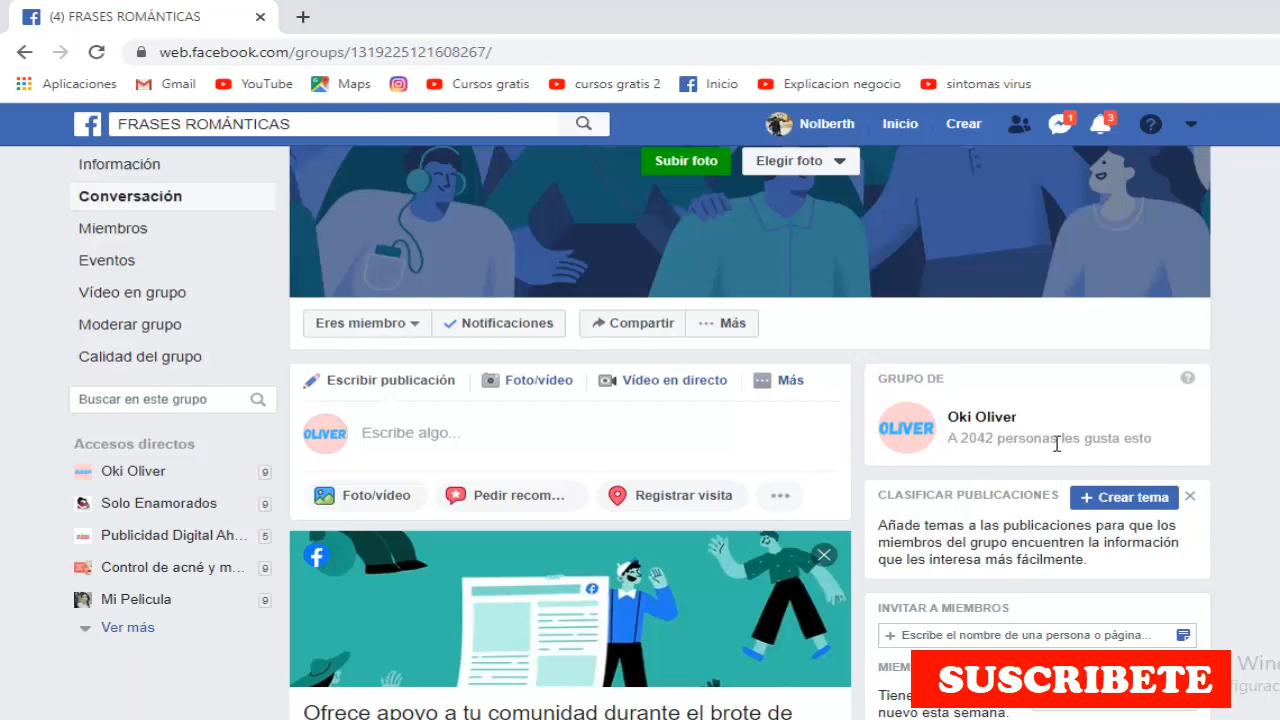 (4) FRASES ROMÁNTICAS
web.facebook.com/groups/1319225121608267/
Aplicaciones Gmail YouTube Maps Cursos gratis cursos gratis 2 Inicio Explicacion negocio sintomas virus
FRASES ROMÁNTICAS
Nolberth Inicio Crear 1 3
Información
Conversación
Miembros
Eventos
Vídeo en grupo
Moderar grupo
Calidad del grupo
Buscar en este grupo
Accesos directos
Oki Oliver 9
Solo Enamorados 9
Publicidad Digital Ah... 5
Control de acné y m... 9
Mi Pelicula 9
Ver más
Subir foto Elegir foto
Eres miembro Notificaciones Compartir Más
Escribir publicación Foto/vídeo Vídeo en directo Más
OLIVER Escribe algo...
Foto/vídeo Pedir recom... Registrar visita
Ofrece apoyo a tu comunidad durante el brote de
GRUPO DE
OLIVER
Oki Oliver
A 2042 personas les gusta esto
CLASIFICAR PUBLICACIONES + Crear tema
Añade temas a las publicaciones para que los
miembros del grupo encuentren la información
que les interesa más fácilmente.
INVITAR A MIEMBROS
+ Escribe el nombre de una persona o página...
SUSCRIBETE